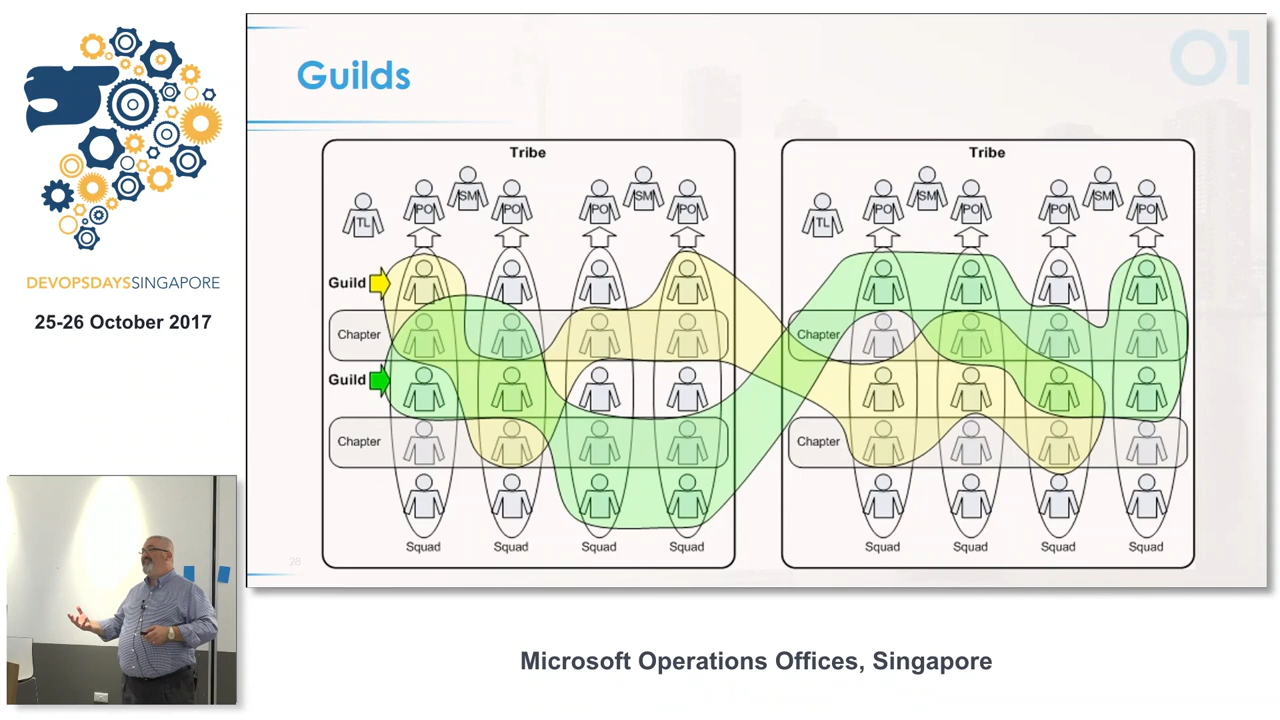 DEVOPSDAYSSINGAPORE
25-26 October 2017
Guilds
01
Tribe
TL
PO
SM
PO
PO
SM
PO
Guild
Chapter
Guild
Chapter
Squad
Squad
Squad
Squad
Tribe
TL
PO
SM
PO
PO
SM
PO
Chapter
Chapter
Squad
Squad
Squad
Squad
28
Microsoft Operations Offices, Singapore